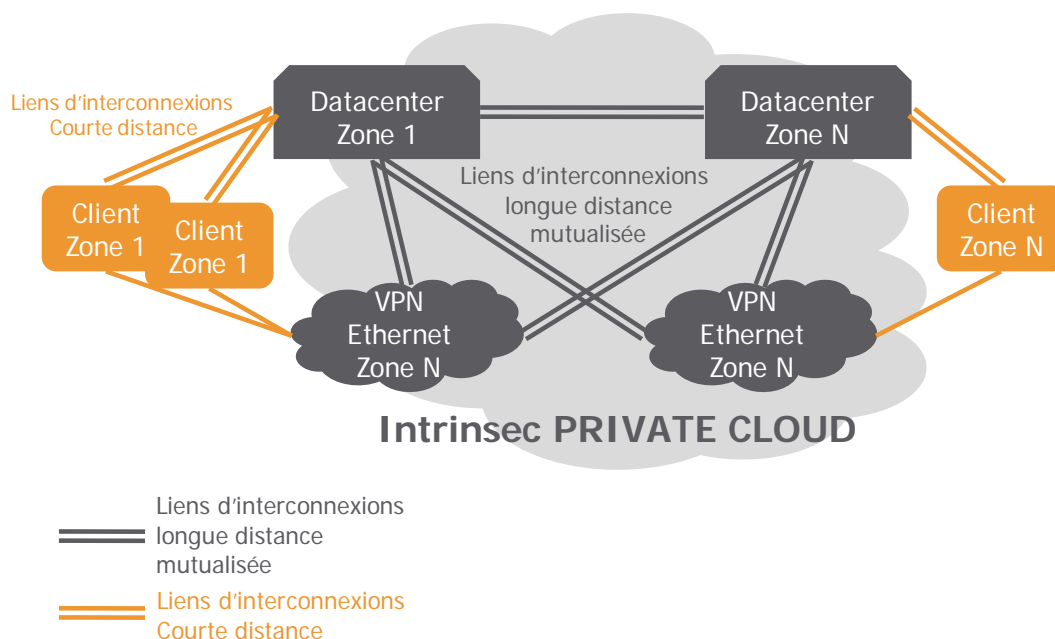 Datacenter
Zone 1
Datacenter
Zone N
Liens d'interconnexions
Courte distance
Liens d'interconnexions
longue distance
mutualisée
Client
Zone 1
Client
Zone 1
Client
Zone N
VPN
Ethernet
Zone N
VPN
Ethernet
Zone N
Intrinsec PRIVATE CLOUD
Liens d'interconnexions
longue distance
mutualisée
Liens d'interconnexions
Courte distance